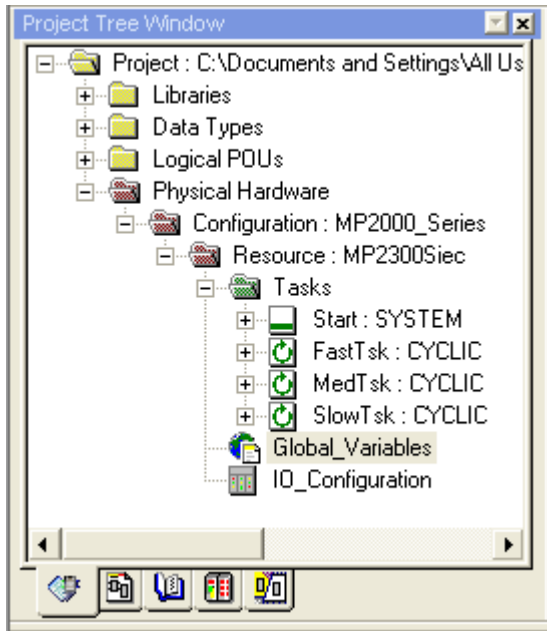 Project Tree Window
Project : C:\Documents and Settings\All Us
Libraries
Data Types
Logical POUs
Physical Hardware
Configuration : MP2000_Series
Resource : MP2300Siec
Tasks
Start : SYSTEM
FastTsk : CYCLIC
MedTsk : CYCLIC
SlowTsk : CYCLIC
Global_Variables
IO_Configuration